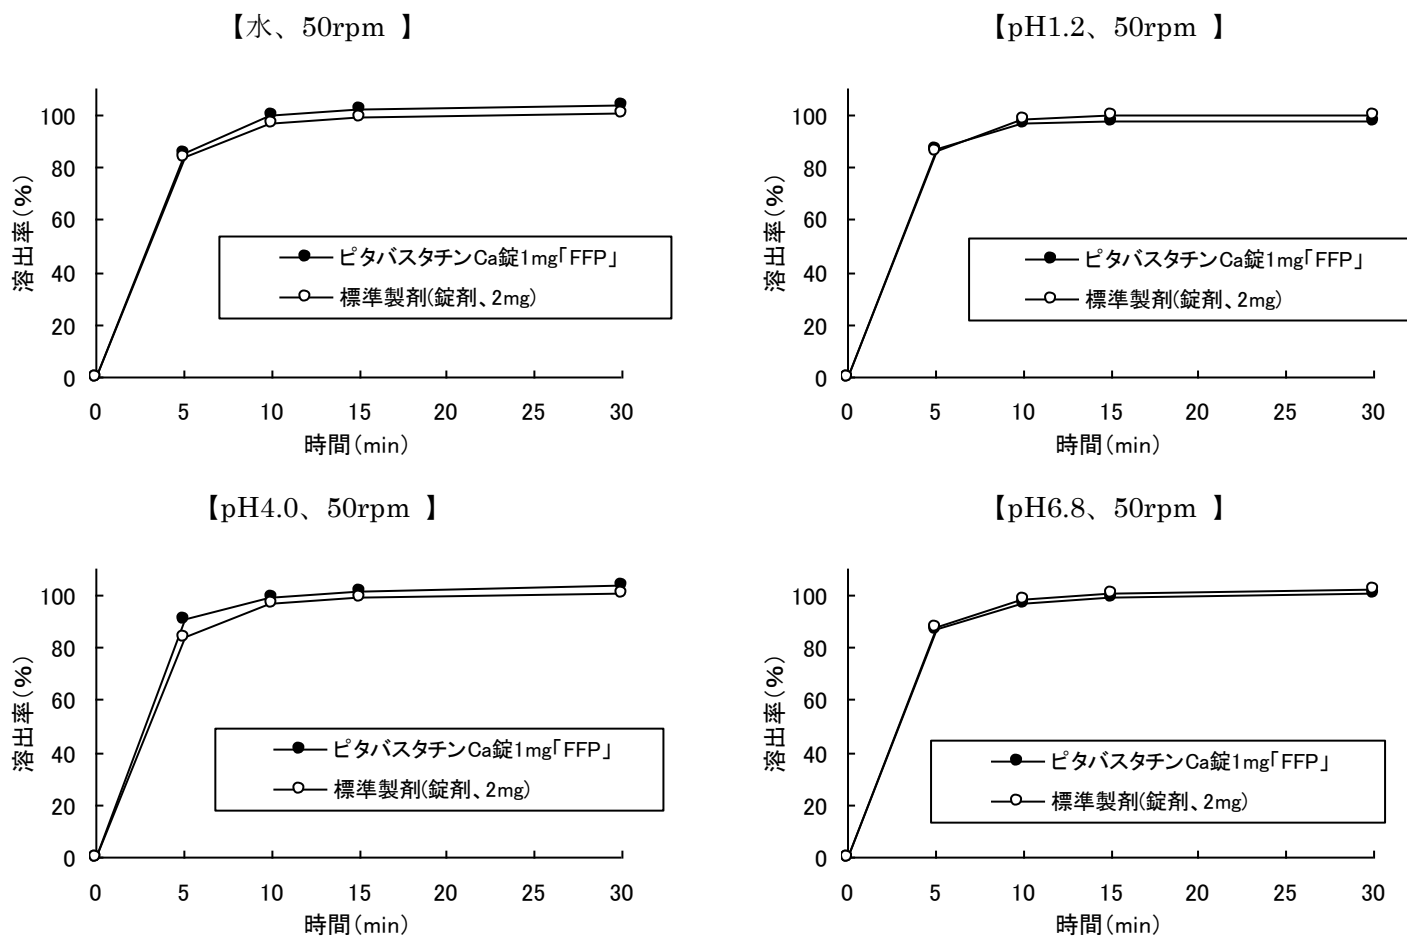 【水、50rpm 】
100
80
60
40
20
0
溶出率(%)
ピタバスタチンCa錠1mg「FFP」
標準製剤(錠剤、2mg)
0 5 10 15 20 25 30
時間(min)
【pH1.2、50rpm 】
100
80
60
40
20
0
溶出率(%)
ピタバスタチンCa錠1mg「FFP」
標準製剤(錠剤、2mg)
0 5 10 15 20 25 30
時間(min)
【pH4.0、50rpm 】
100
80
60
40
20
0
溶出率(%)
ピタバスタチンCa錠1mg「FFP」
標準製剤(錠剤、2mg)
0 5 10 15 20 25 30
時間(min)
【pH6.8、50rpm 】
100
80
60
40
20
0
溶出率(%)
ピタバスタチンCa錠1mg「FFP」
標準製剤(錠剤、2mg)
0 5 10 15 20 25 30
時間(min)